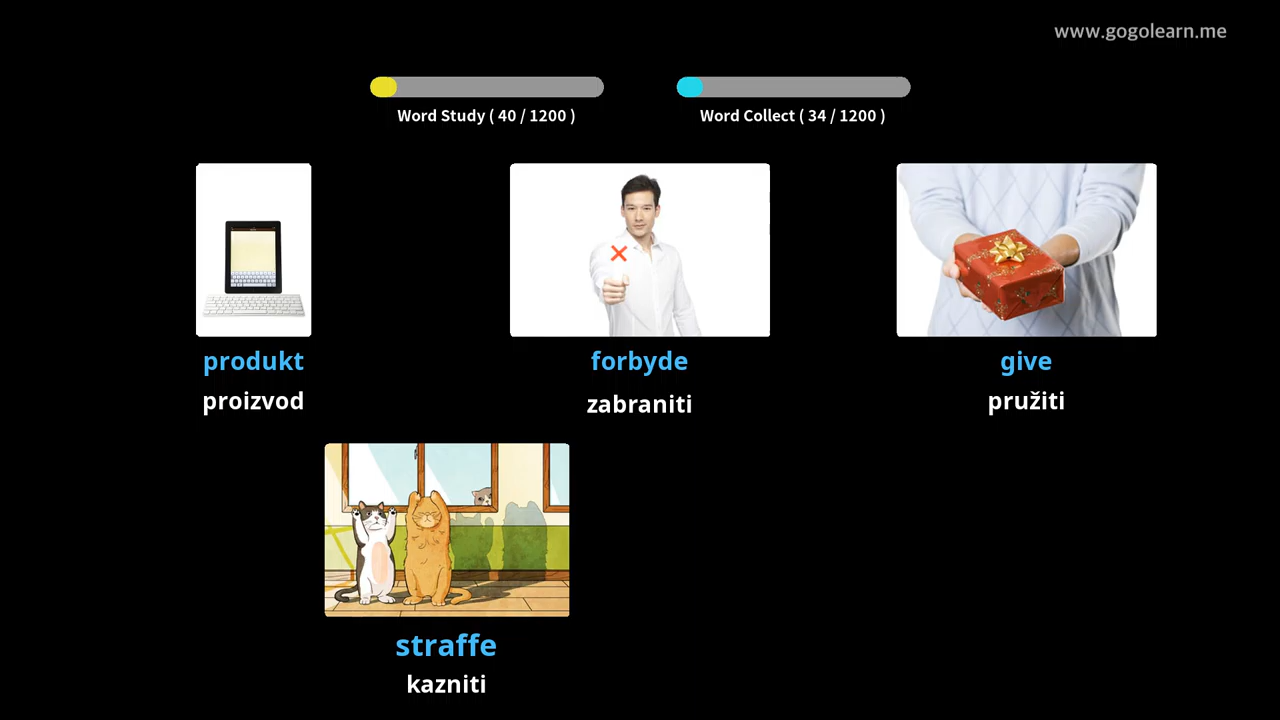 www.gogolearn.me
Word Study ( 40 / 1200 )
Word Collect ( 34 / 1200 )
produkt
proizvod
forbyde
zabraniti
give
pružiti
straffe
kazniti